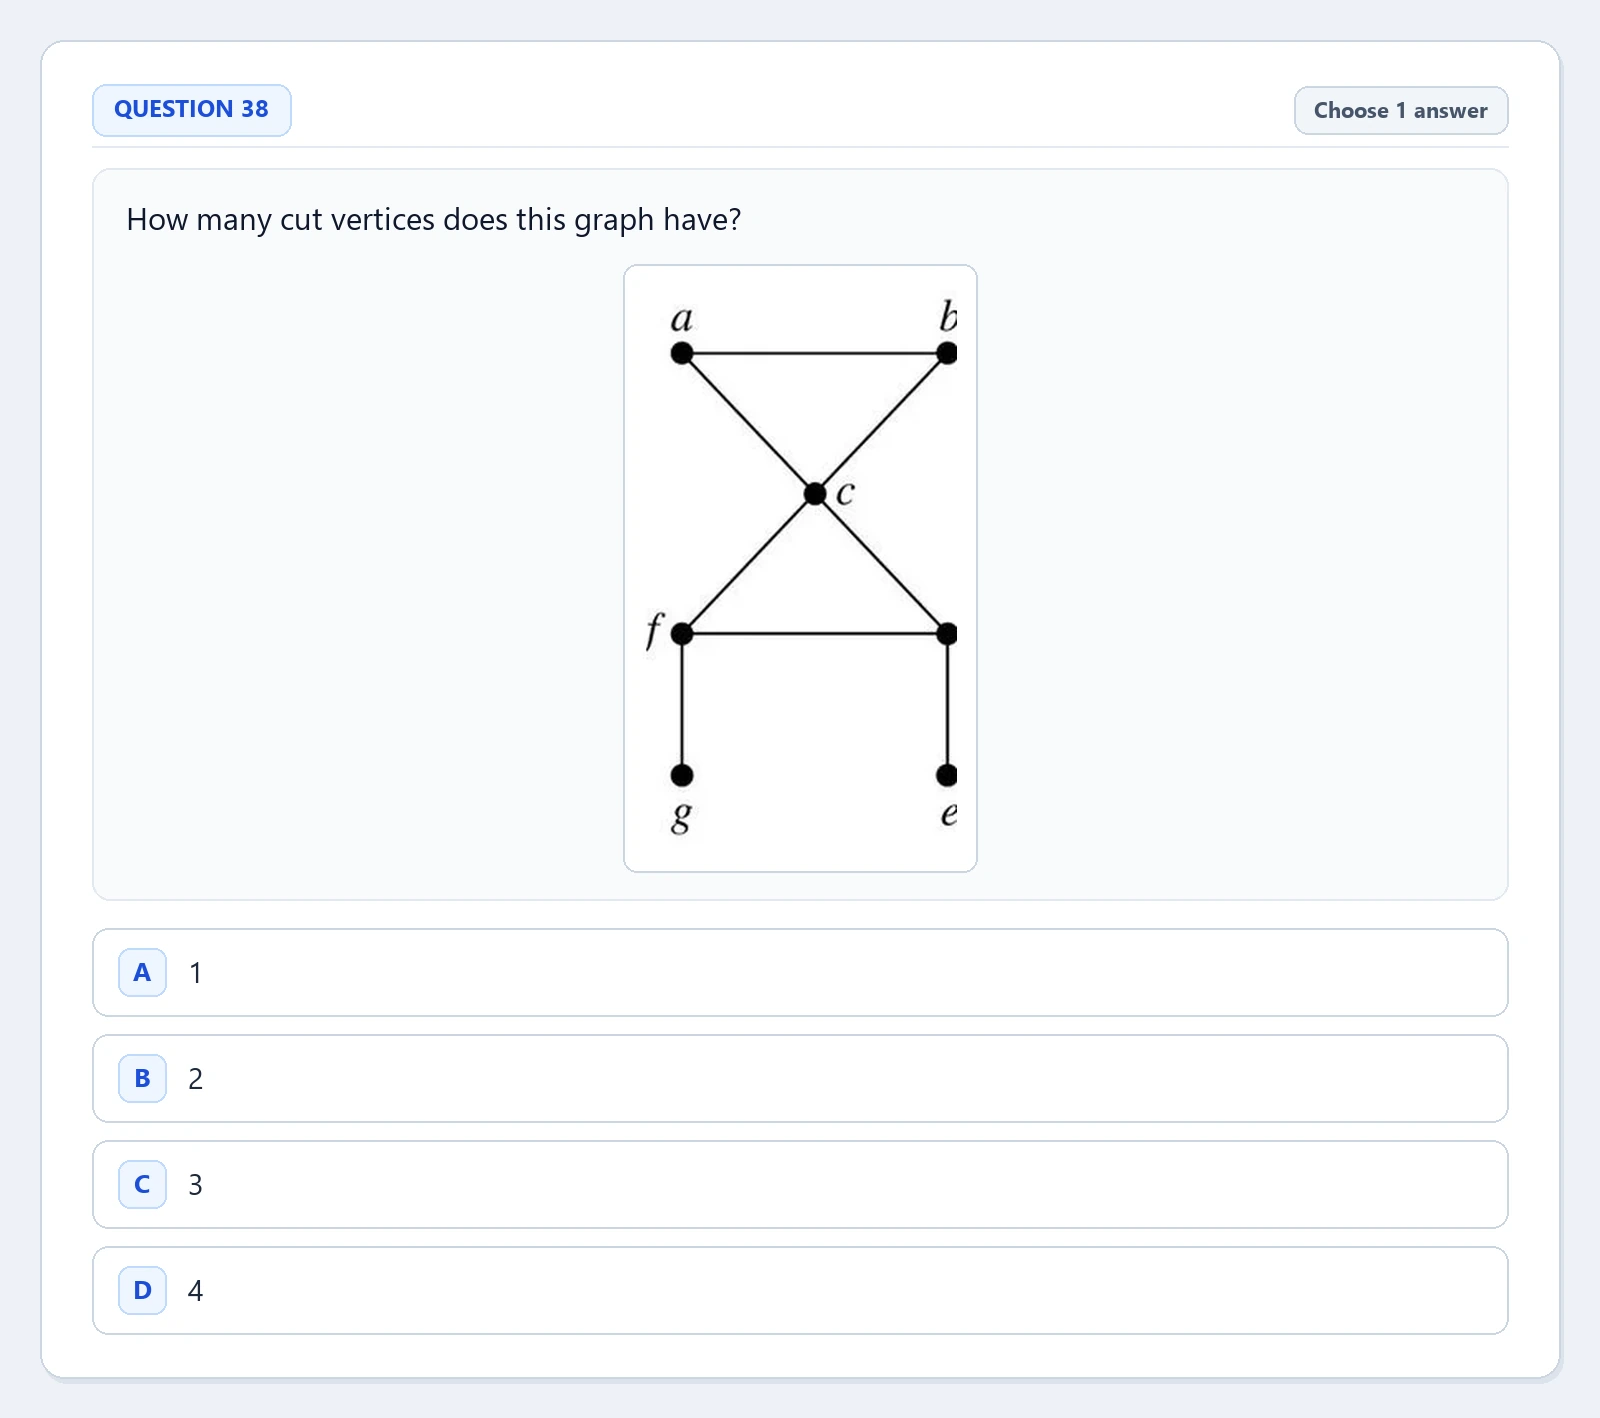 QUESTION 38
Choose 1 answer
How many cut vertices does this graph have?
a b
c
f
g e
A 1
B 2
C 3
D 4